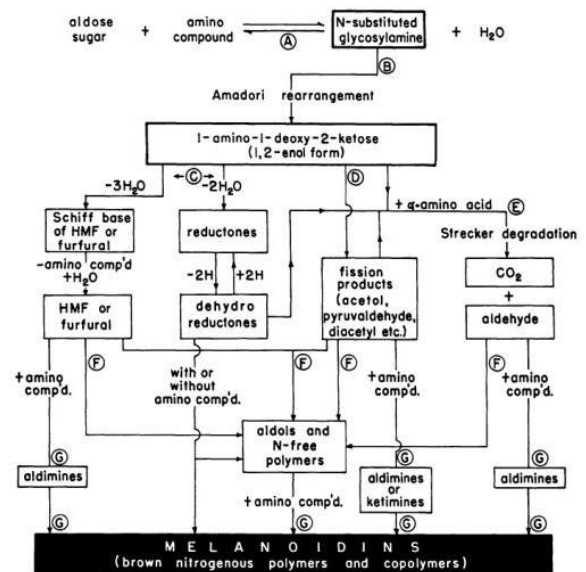 aldose sugar + amino compound
Ⓐ
N-substituted glycosylamine + H₂O
Ⓑ
Amadori rearrangement
1-amino-1-deoxy-2-ketose
(1,2-enol form)
-3H₂O
Ⓒ
-2H₂O
Ⓓ
+ α-amino acid
Ⓔ
Strecker degradation
Schiff base
of HMF or
furfural
reductones
-amino comp'd
+H₂O
-2H
+2H
fission
products
(acetol,
pyruvaldehyde,
diacetyl etc.)
CO₂
+
aldehyde
HMF or
furfural
dehydro
reductones
Ⓕ
Ⓕ
Ⓕ
Ⓕ
+amino
comp'd.
with or
without
amino comp'd.
+amino
comp'd.
+amino
comp'd.
aldols and
N-free
polymers
Ⓖ
aldimines
Ⓖ
aldimines
or
ketimines
Ⓖ
aldimines
+amino comp'd.
Ⓖ
Ⓖ
Ⓖ
Ⓖ
MELANOIDINS
(brown nitrogenous polymers and copolymers)